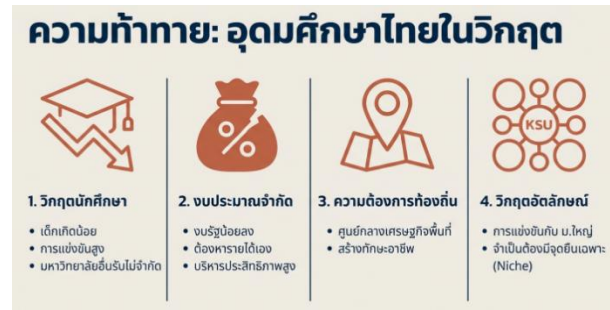 ความท้าทาย: อุดมศึกษาไทยในวิกฤต
1. วิกฤตนักศึกษา
• เด็กเกิดน้อย
• การแข่งขันสูง
• มหาวิทยาลัยอื่นรับไม่จำกัด
%
2. งบประมาณจำกัด
• งบรัฐน้อยลง
• ต้องหารายได้เอง
• บริหารประสิทธิภาพสูง
3. ความต้องการท้องถิ่น
• ศูนย์กลางเศรษฐกิจพื้นที่
• สร้างทักษะอาชีพ
KSU
4. วิกฤตอัตลักษณ์
• การแข่งขันกับ ม.ใหญ่
• จำเป็นต้องมีจุดยืนเฉพาะ
(Niche)